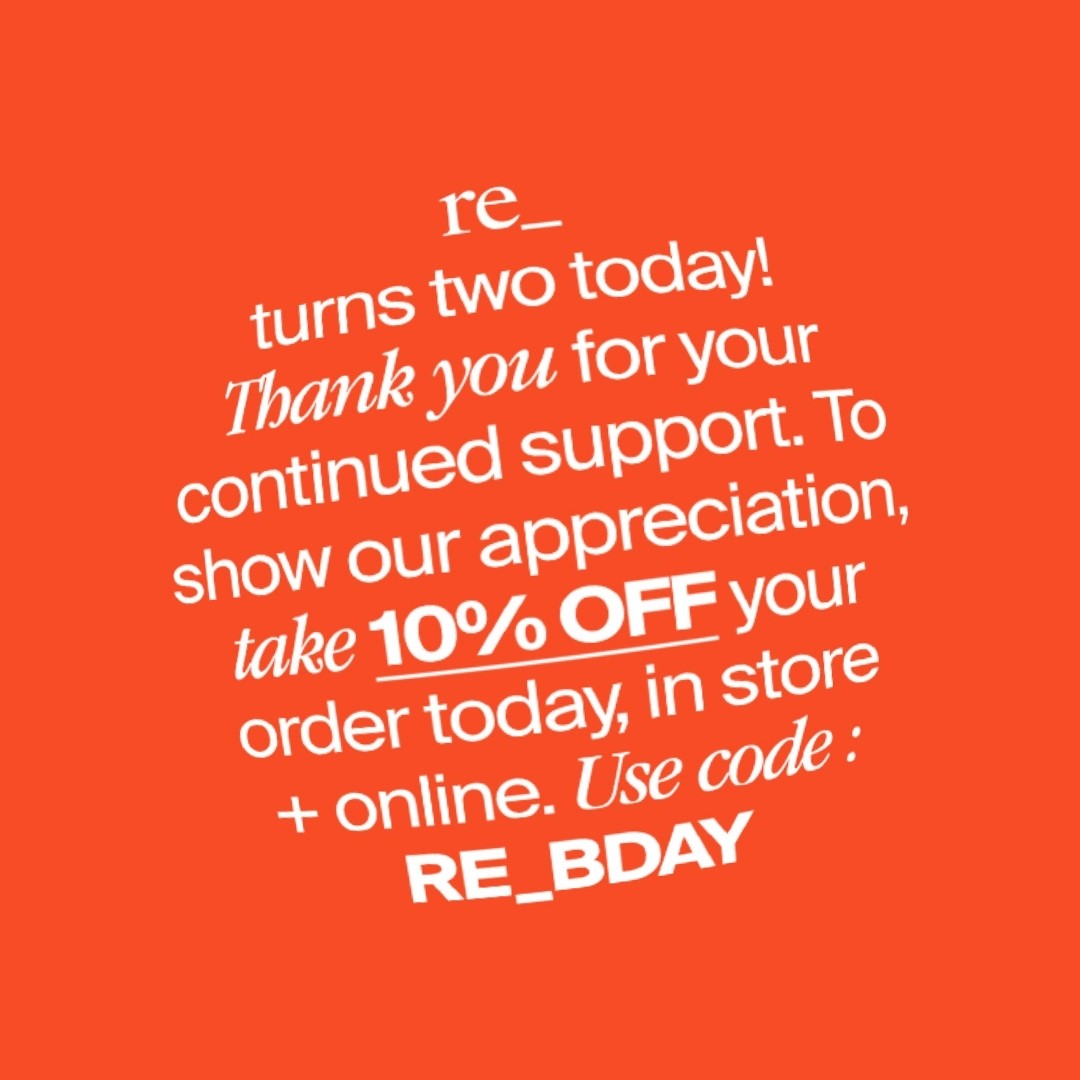 re_
turns two today!
Thank you for your
continued support. To
show our appreciation,
take 10% OFF your
order today, in store
+ online. Use code :
RE_BDAY